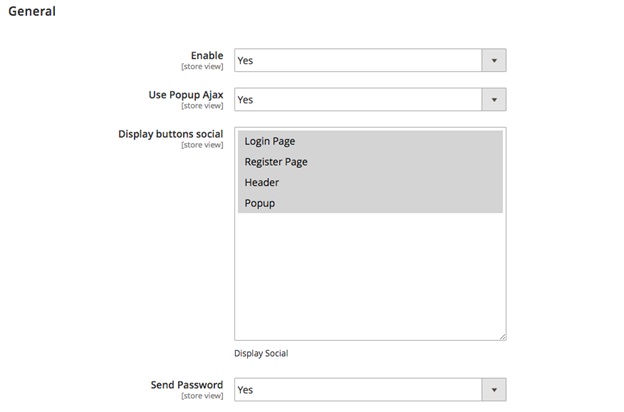 General
Enable
[store view]
Yes
Use Popup Ajax
[store view]
Yes
Display buttons social
[store view]
Login Page
Register Page
Header
Popup
Display Social
Send Password
[store view]
Yes